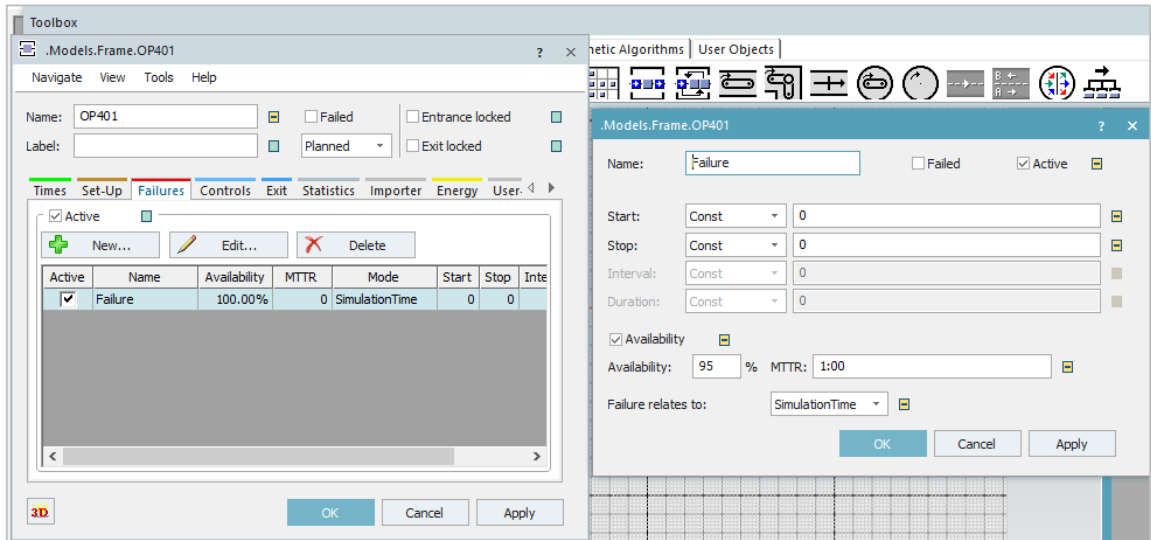 Toolbox
.Models.Frame.OP401 ? ×
Navigate View Tools Help
Name: OP401 Failed Entrance locked
Label: Planned Exit locked
Times Set-Up Failures Controls Exit Statistics Importer Energy User-
Active
New... Edit... Delete
Active Name Availability MTTR Mode Start Stop Inte
Failure 100.00% 0 SimulationTime 0 0
3D OK Cancel Apply
netic Algorithms User Objects
B
A
.Models.Frame.OP401 ? ×
Name: Failure Failed Active
Start: Const 0
Stop: Const 0
Interval: Const 0
Duration: Const 0
Availability
Availability: 95 % MTTR: 1:00
Failure relates to: SimulationTime
OK Cancel Apply